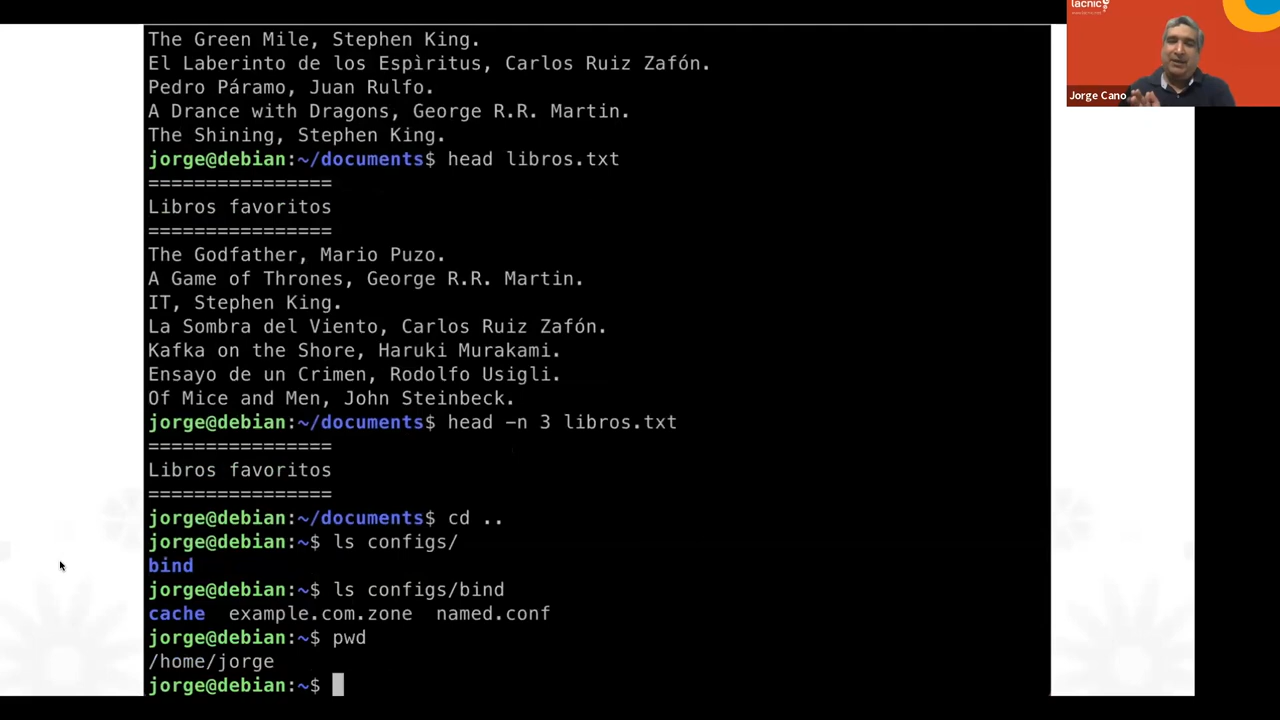 The Green Mile, Stephen King.
El Laberinto de los Espìritus, Carlos Ruiz Zafón.
Pedro Páramo, Juan Rulfo.
A Drance with Dragons, George R.R. Martin.
The Shining, Stephen King.
jorge@debian:~/documents$ head libros.txt
================
Libros favoritos
================
The Godfather, Mario Puzo.
A Game of Thrones, George R.R. Martin.
IT, Stephen King.
La Sombra del Viento, Carlos Ruiz Zafón.
Kafka on the Shore, Haruki Murakami.
Ensayo de un Crimen, Rodolfo Usigli.
Of Mice and Men, John Steinbeck.
jorge@debian:~/documents$ head -n 3 libros.txt
================
Libros favoritos
================
jorge@debian:~/documents$ cd ..
jorge@debian:~$ ls configs/
bind
jorge@debian:~$ ls configs/bind
cache  example.com.zone  named.conf
jorge@debian:~$ pwd
/home/jorge
jorge@debian:~$
lacnic
Jorge Cano